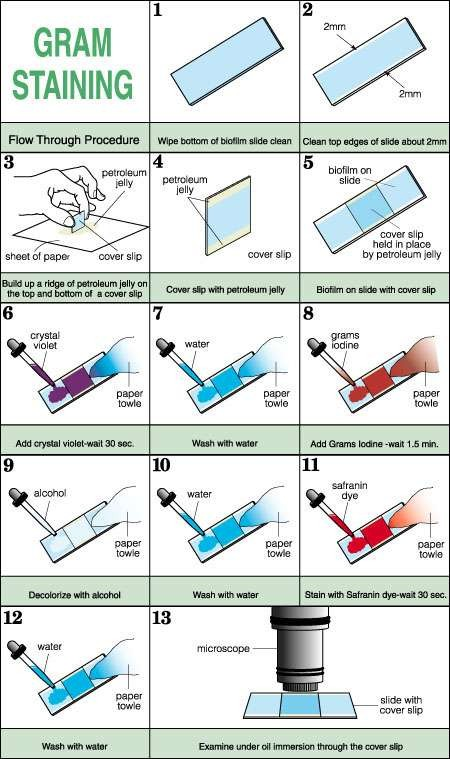 GRAM
STAINING
Flow Through Procedure
1
Wipe bottom of biofilm slide clean
2
2mm
2mm
Clean top edges of slide about 2mm
3
petroleum
jelly
sheet of paper
cover slip
Build up a ridge of petroleum jelly on
the top and bottom of a cover slip
4
petroleum
jelly
cover slip
Cover slip with petroleum jelly
5
biofilm on
slide
cover slip
held in place
by petroleum jelly
Biofilm on slide with cover slip
6
crystal
violet
paper
towle
Add crystal violet-wait 30 sec.
7
water
paper
towle
Wash with water
8
grams
iodine
paper
towle
Add Grams Iodine -wait 1.5 min.
9
alcohol
paper
towle
Decolorize with alcohol
10
water
paper
towle
Wash with water
11
safranin
dye
paper
towle
Stain with Safranin dye-wait 30 sec.
12
water
paper
towle
Wash with water
13
microscope
slide with
cover slip
Examine under oil immersion through the cover slip